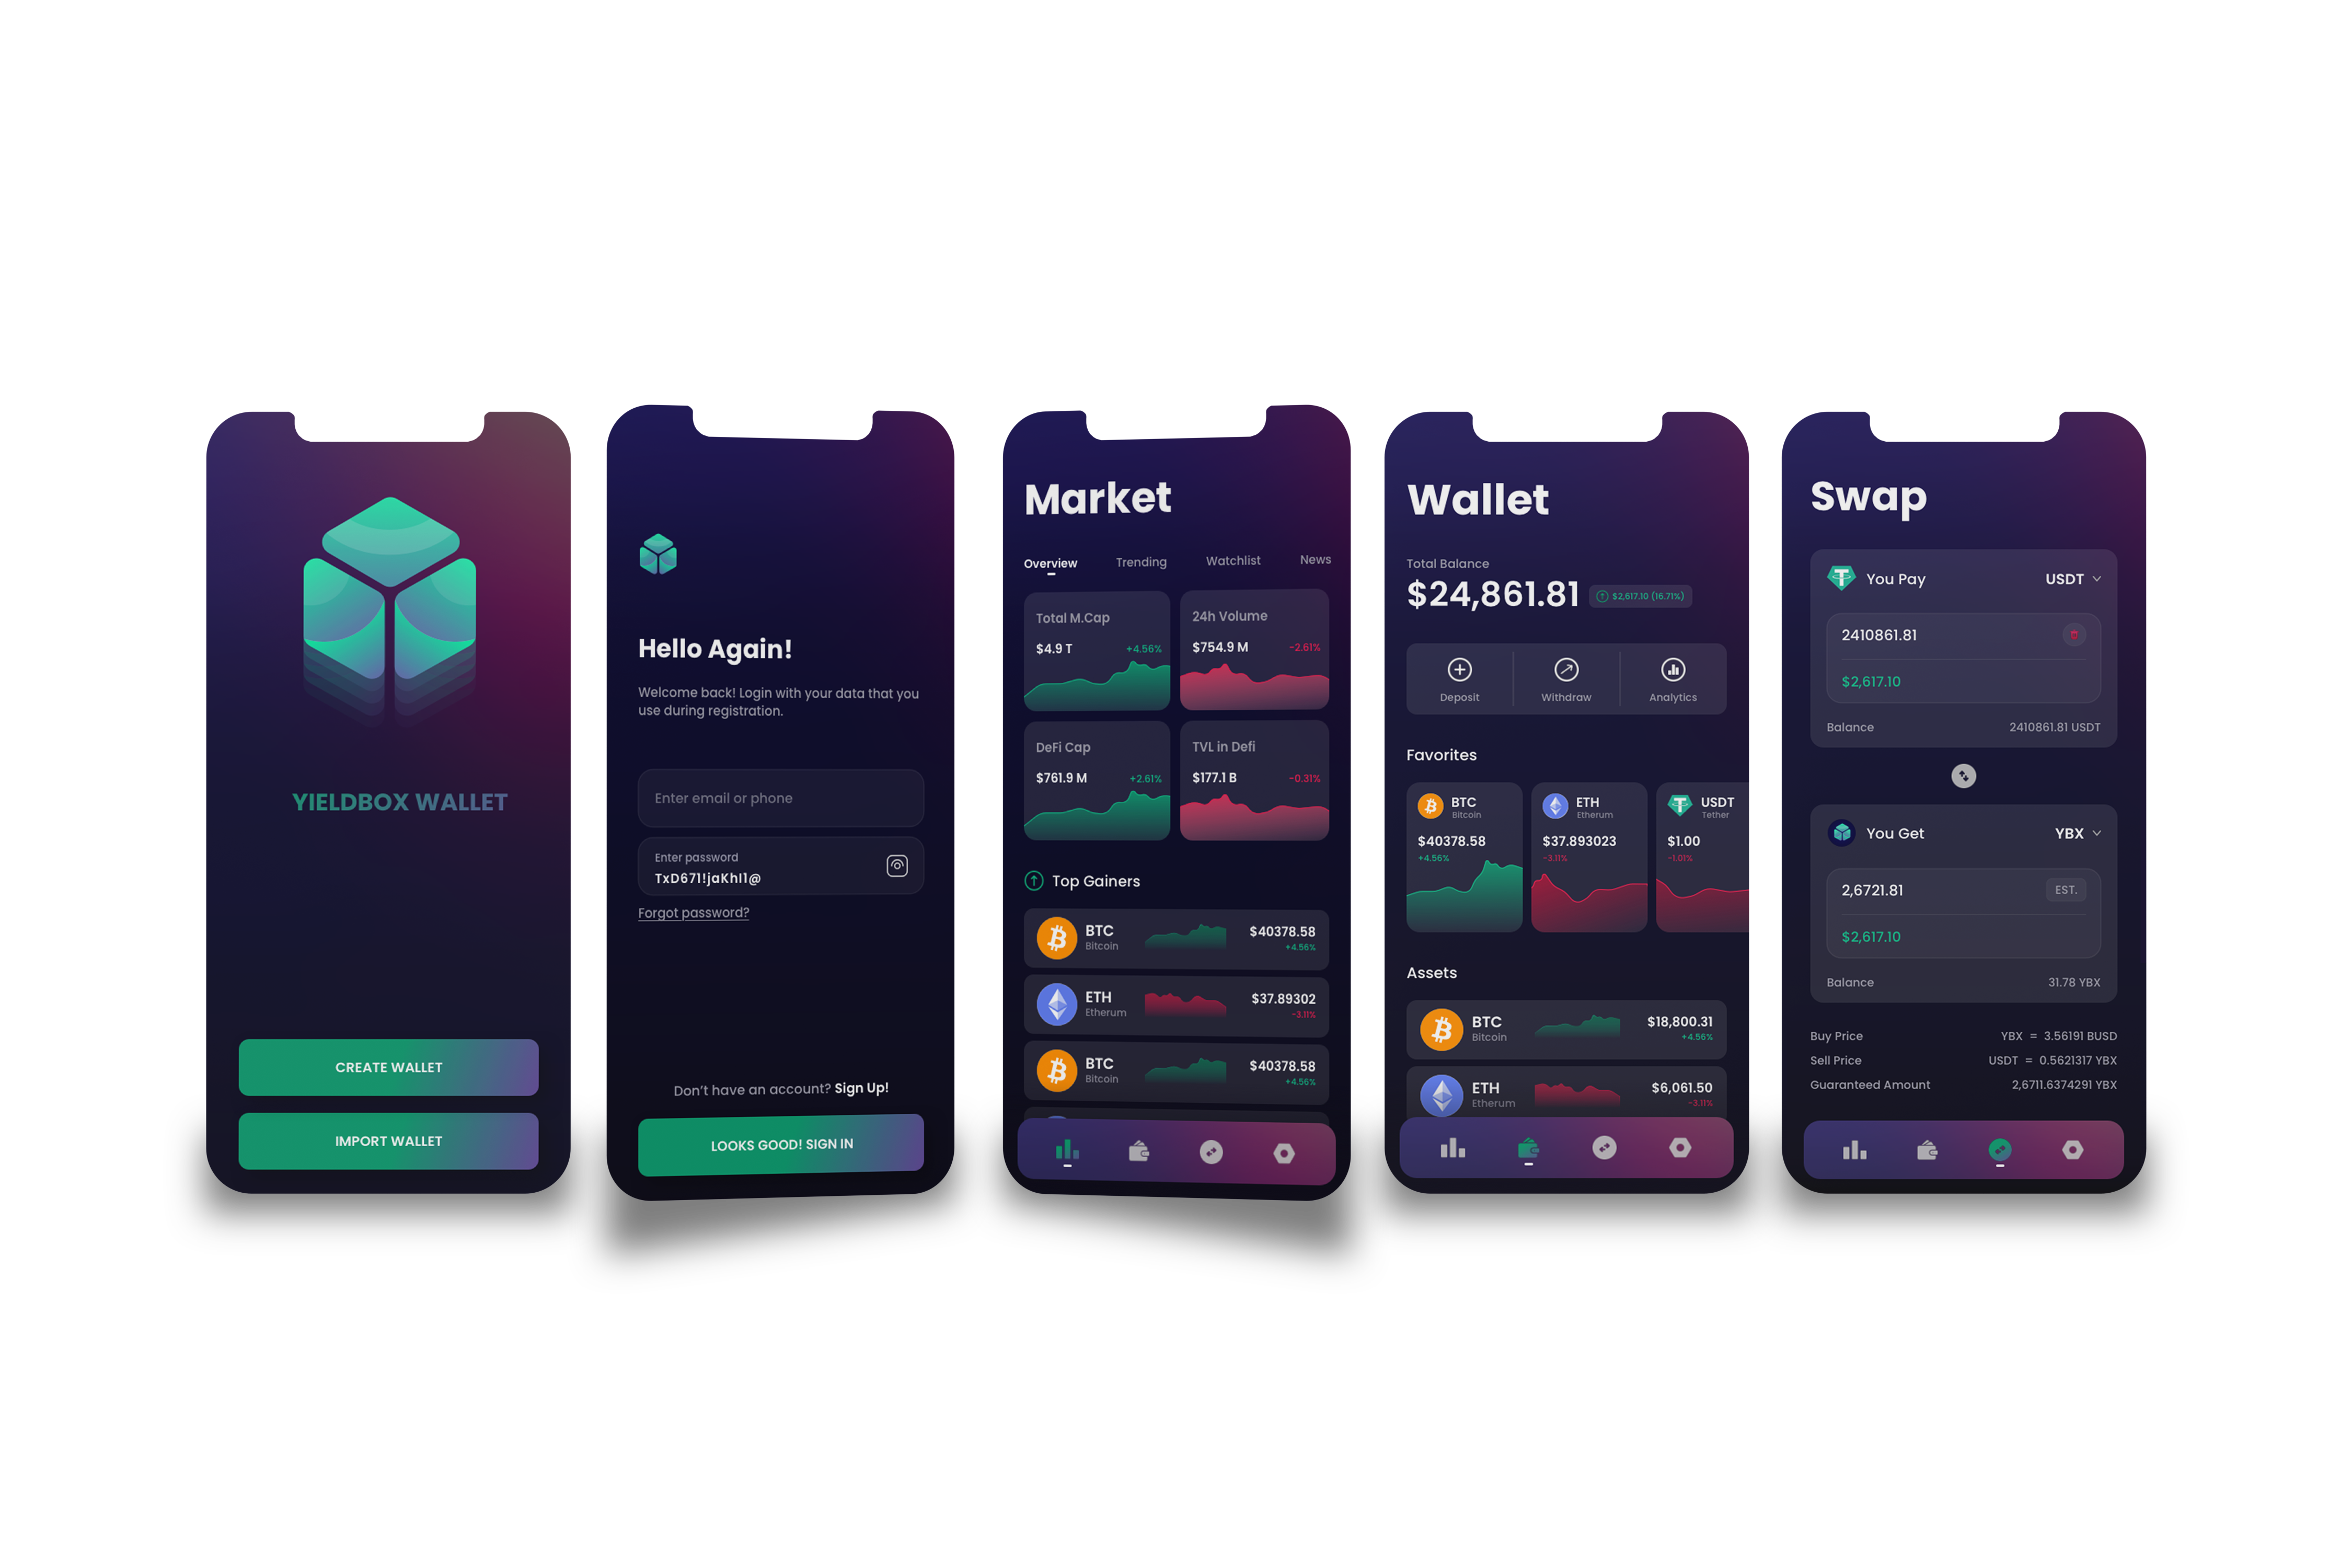 YIELDBOX WALLET
CREATE WALLET
IMPORT WALLET
Hello Again!
Welcome back! Login with your data that you
use during registration.
Enter email or phone
Enter password
TxD671!jaKhI1@
Forgot password?
Don't have an account? Sign Up!
LOOKS GOOD! SIGN IN
Market
Overview Trending Watchlist News
Total M.Cap
$4.9 T +4.56%
24h Volume
$754.9 M -2.61%
DeFi Cap
$761.9 M +2.61%
TVL in Defi
$177.1 B -0.31%
Top Gainers
BTC $40378.58
Bitcoin +4.56%
ETH $37.89302
Etherum -3.11%
BTC $40378.58
Bitcoin +4.56%
Wallet
Total Balance
$24,861.81 $2,617.10 (16.71%)
Deposit Withdraw Analytics
Favorites
BTC
Bitcoin
$40378.58
+4.56%
ETH
Etherum
$37.893023
-3.11%
USDT
Tether
$1.00
-1.01%
Assets
BTC $18,800.31
Bitcoin +4.56%
ETH $6,061.50
Etherum -3.11%
Swap
You Pay USDT
2410861.81
$2,617.10
Balance 2410861.81 USDT
You Get YBX
2,6721.81 EST.
$2,617.10
Balance 31.78 YBX
Buy Price YBX = 3.56191 BUSD
Sell Price USDT = 0.5621317 YBX
Guaranteed Amount 2,6711.6374291 YBX